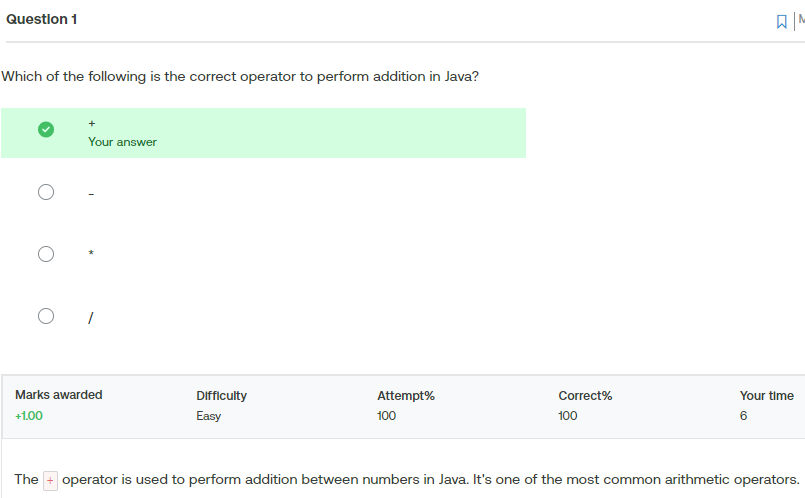 Question 1
Which of the following is the correct operator to perform addition in Java?
+
Your answer
-
*
/
Marks awarded Difficulty Attempt% Correct% Your time
+1.00 Easy 100 100 6
The + operator is used to perform addition between numbers in Java. It's one of the most common arithmetic operators.